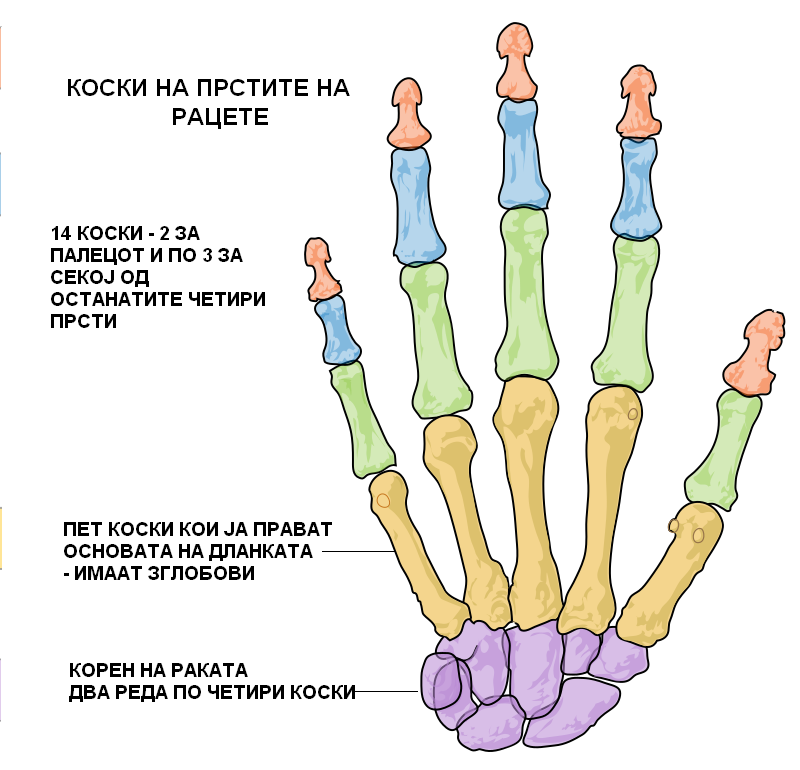 КОСКИ НА ПРСТИТЕ НА
РАЦЕТЕ
14 КОСКИ - 2 ЗА
ПАЛЕЦОТ И ПО 3 ЗА
СЕКОЈ ОД
ОСТАНАТИТЕ ЧЕТИРИ
ПРСТИ
ПЕТ КОСКИ КОИ ЈА ПРАВАТ
ОСНОВАТА НА ДЛАНКАТА
- ИМААТ ЗГЛОБОВИ
КОРЕН НА РАКАТА
ДВА РЕДА ПО ЧЕТИРИ КОСКИ